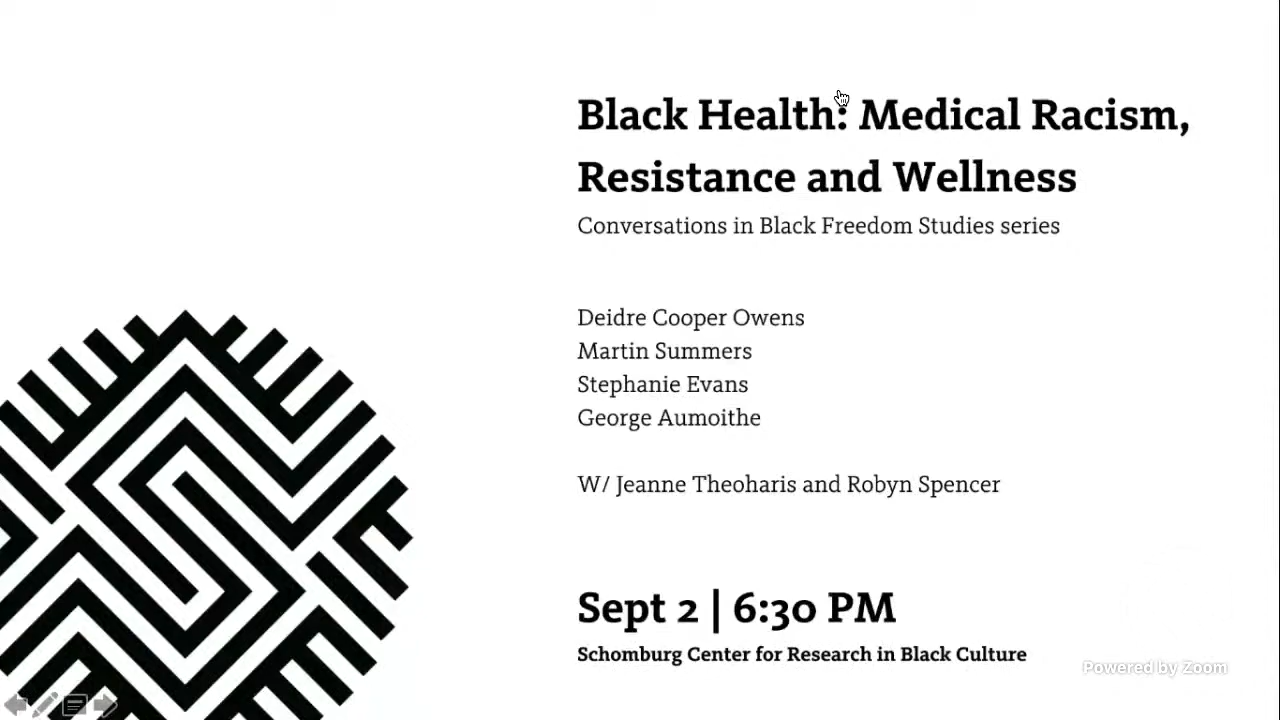 Black Health: Medical Racism,
Resistance and Wellness
Conversations in Black Freedom Studies series
Deidre Cooper Owens
Martin Summers
Stephanie Evans
George Aumoithe
W/ Jeanne Theoharis and Robyn Spencer
Sept 2 | 6:30 PM
Schomburg Center for Research in Black Culture
Powered by Zoom